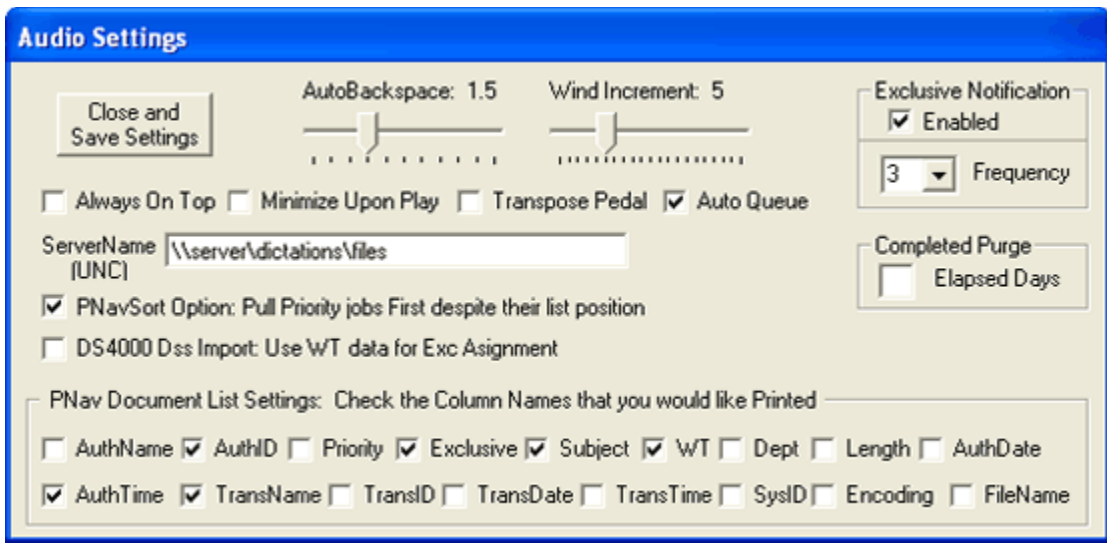 Audio Settings
Close and
Save Settings
AutoBackspace: 1.5
Wind Increment: 5
Exclusive Notification
Enabled
3 Frequency
Always On Top Minimize Upon Play Transpose Pedal Auto Queue
ServerName \\server\dictations\files
(UNC)
Completed Purge
Elapsed Days
PNavSort Option: Pull Priority jobs First despite their list position
DS4000 Dss Import: Use WT data for Exc Asignment
PNav Document List Settings: Check the Column Names that you would like Printed
AuthName AuthID Priority Exclusive Subject WT Dept Length AuthDate
AuthTime TransName TransID TransDate TransTime SysID Encoding FileName